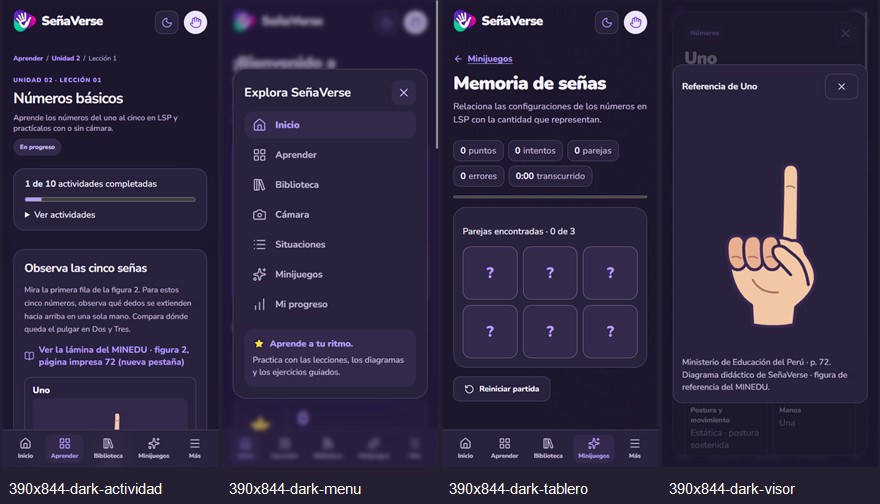 SeñaVerse
Aprender / Unidad 2 / Lección 1
UNIDAD 02 · LECCIÓN 01
Números básicos
Aprende los números del uno al cinco en LSP y
practícalos con o sin cámara.
En progreso
1 de 10 actividades completadas
Ver actividades
Observa las cinco señas
Mira la primera fila de la figura 2. Para estos
cinco números, observa qué dedos se extienden
hacia arriba en una sola mano. Compara dónde
queda el pulgar en Dos y Tres.
Ver la lámina del MINEDU · figura 2,
página impresa 72 (nueva pestaña)
Uno
Inicio
Aprender
Biblioteca
Minijuegos
Más
390x844-dark-actividad
SeñaVerse
¡Bienvenido a
Explora SeñaVerse
Inicio
Aprender
Biblioteca
Cámara
Situaciones
Minijuegos
Mi progreso
Aprende a tu ritmo.
Practica con las lecciones, los diagramas
y los ejercicios guiados.
390x844-dark-menu
SeñaVerse
Minijuegos
Memoria de señas
Relaciona las configuraciones de los números en
LSP con la cantidad que representan.
0 puntos
0 intentos
0 parejas
0 errores
0:00 transcurrido
Parejas encontradas · 0 de 3
? ? ?
? ? ?
Reiniciar partida
Inicio
Aprender
Biblioteca
Minijuegos
Más
390x844-dark-tablero
Números
Uno
Referencia de Uno
Ministerio de Educación del Perú · p. 72.
Diagrama didáctico de SeñaVerse · figura de
referencia del MINEDU.
Postura y
movimiento
Estática · postura
sostenida
Manos
Una
390x844-dark-visor